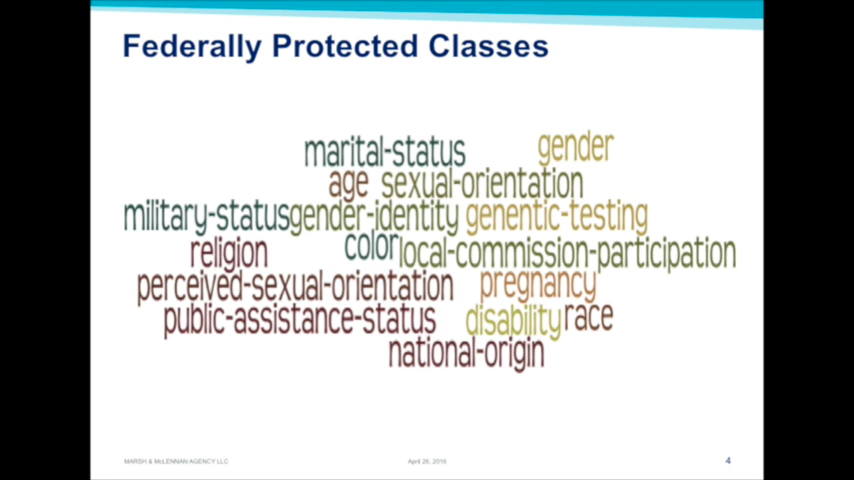 Federally Protected Classes
marital-status gender
age sexual-orientation
military-status gender-identity genentic-testing
religion color local-commission-participation
perceived-sexual-orientation pregnancy
public-assistance-status disability race
national-origin
MARSH & McLENNAN AGENCY LLC April 26, 2016 4